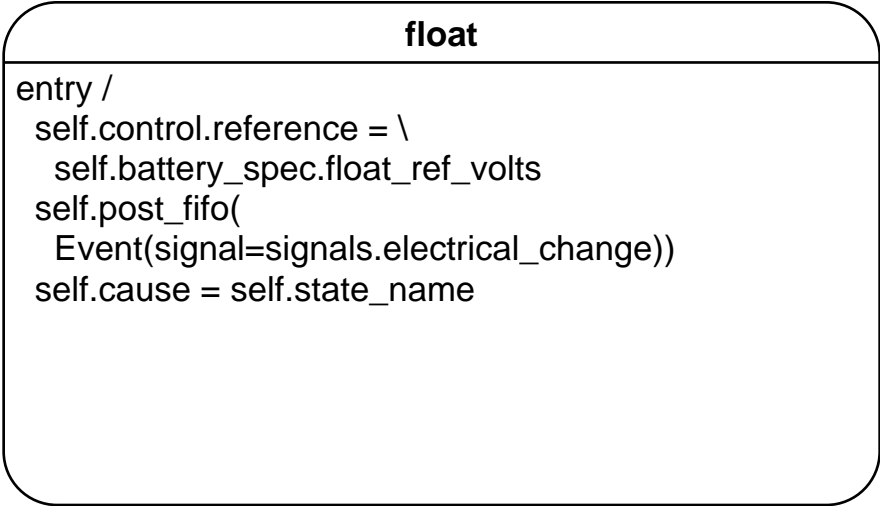 float
entry /
self.control.reference = \
self.battery_spec.float_ref_volts
self.post_fifo(
Event(signal=signals.electrical_change))
self.cause = self.state_name